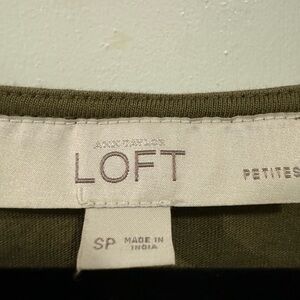 ANN TAYLOR
LOFT
PETITES
SP MADE IN
INDIA